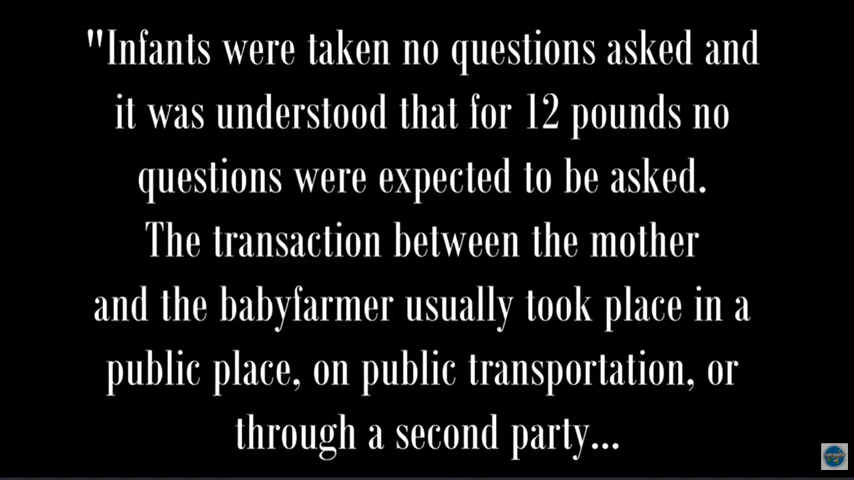 "Infants were taken no questions asked and
it was understood that for 12 pounds no
questions were expected to be asked.
The transaction between the mother
and the babyfarmer usually took place in a
public place, on public transportation, or
through a second party...